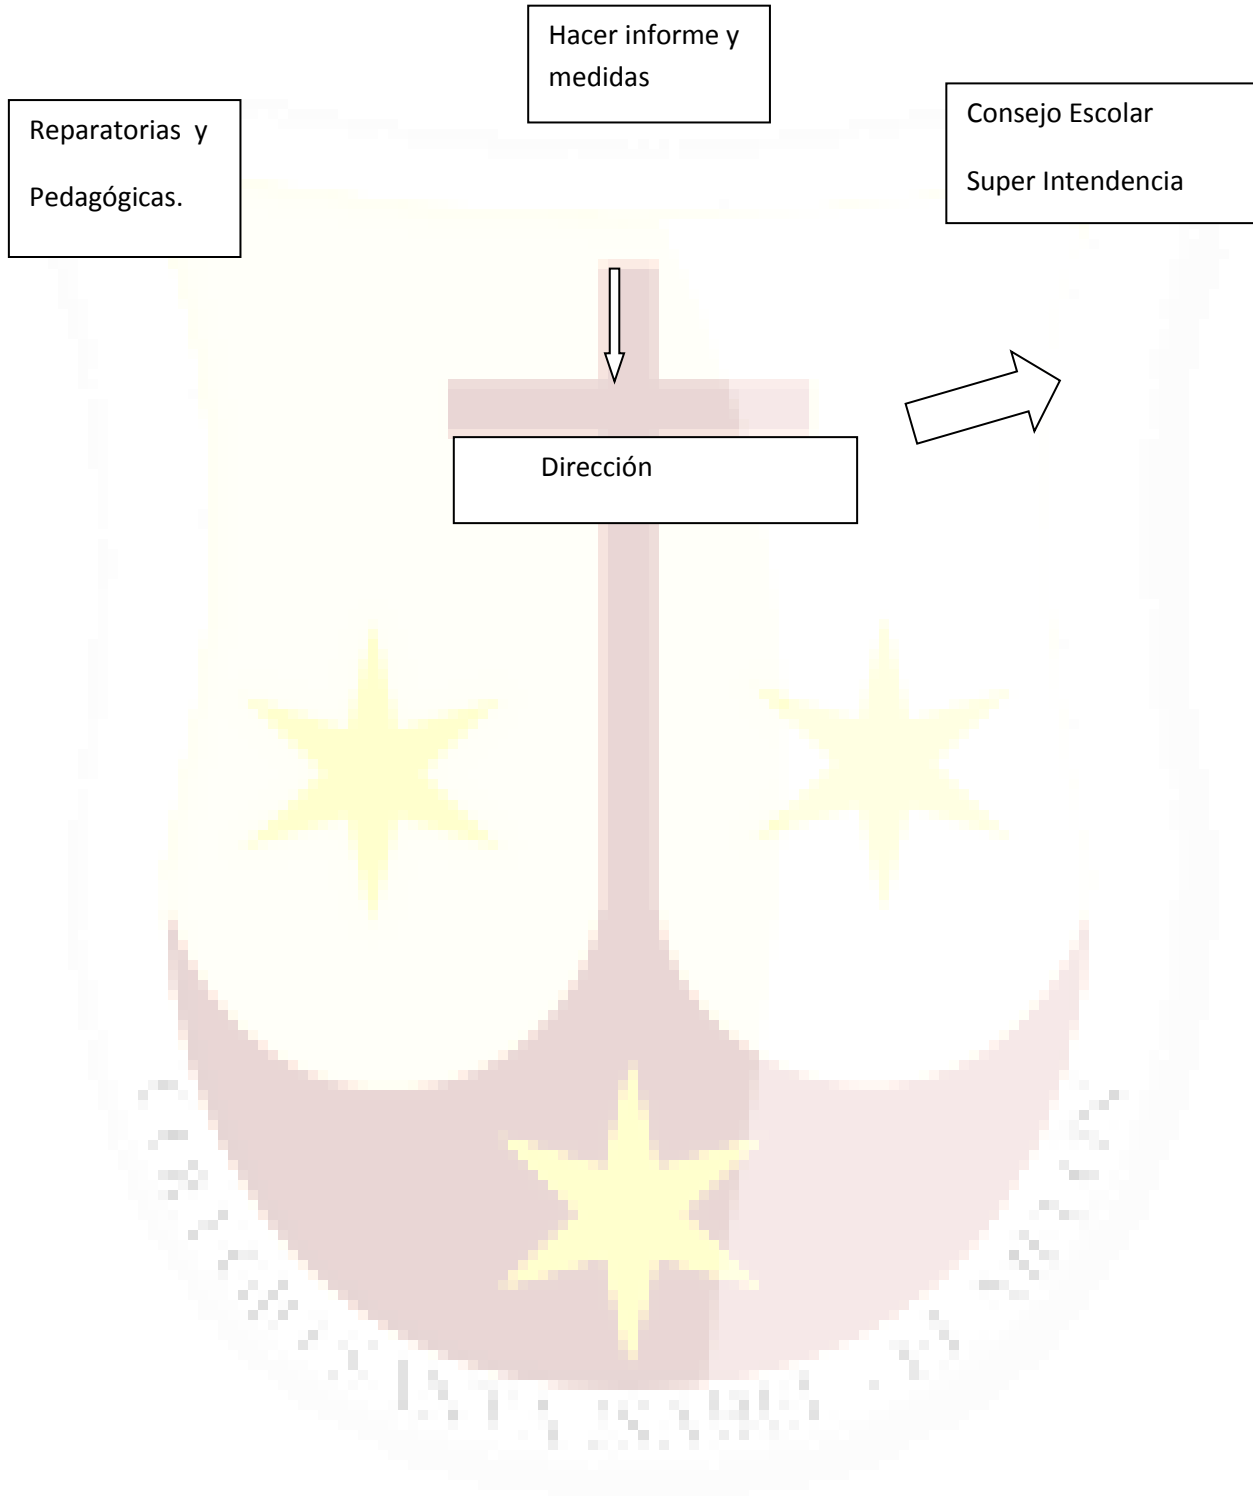 Hacer informe y
medidas
Reparatorias y
Pedagógicas.
Consejo Escolar
Super Intendencia
Dirección